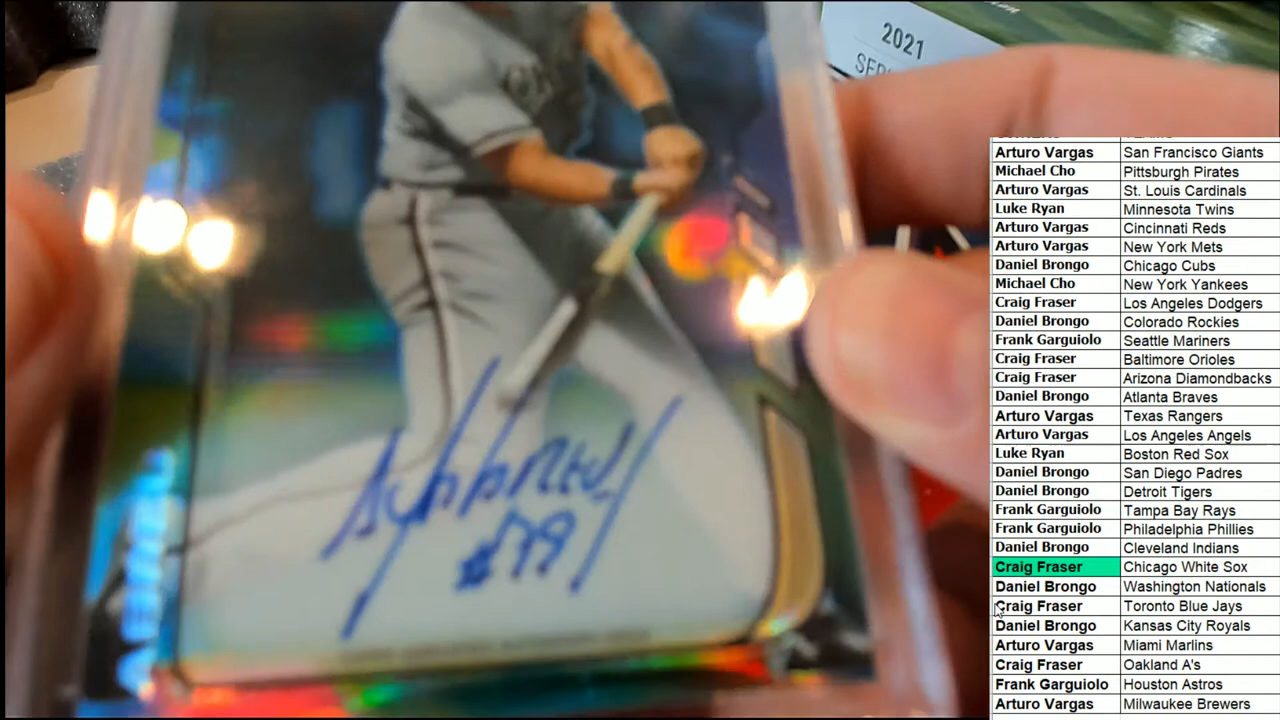 2021
Arturo Vargas San Francisco Giants
Michael Cho Pittsburgh Pirates
Arturo Vargas St. Louis Cardinals
Luke Ryan Minnesota Twins
Arturo Vargas Cincinnati Reds
Arturo Vargas New York Mets
Daniel Brongo Chicago Cubs
Michael Cho New York Yankees
Craig Fraser Los Angeles Dodgers
Daniel Brongo Colorado Rockies
Frank Garguiolo Seattle Mariners
Craig Fraser Baltimore Orioles
Craig Fraser Arizona Diamondbacks
Daniel Brongo Atlanta Braves
Arturo Vargas Texas Rangers
Arturo Vargas Los Angeles Angels
Luke Ryan Boston Red Sox
Daniel Brongo San Diego Padres
Daniel Brongo Detroit Tigers
Frank Garguiolo Tampa Bay Rays
Frank Garguiolo Philadelphia Phillies
Daniel Brongo Cleveland Indians
Craig Fraser Chicago White Sox
Daniel Brongo Washington Nationals
Craig Fraser Toronto Blue Jays
Daniel Brongo Kansas City Royals
Arturo Vargas Miami Marlins
Craig Fraser Oakland A's
Frank Garguiolo Houston Astros
Arturo Vargas Milwaukee Brewers
#79